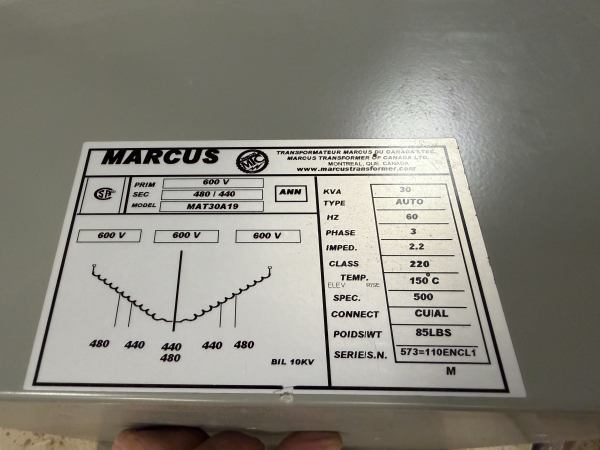 MARCUS
MTC
TRANSFORMATEUR MARCUS DU CANADA LTEE.
MARCUS TRANSFORMER OF CANADA LTD.
MONTREAL, QUE. CANADA
www.marcustransformer.com
PRIM 600 V
SEC 480 / 440
MODEL MAT30A19
ANN
600 V 600 V 600 V
480 440 440 440 480
480
BIL 10KV
KVA 30
TYPE AUTO
HZ 60
PHASE 3
IMPED. 2.2
CLASS 220
TEMP. 150°C
ELEV RISE
SPEC. 500
CONNECT CU/AL
POIDS/WT 85LBS
SERIE/S.N. 573=110ENCL1
M